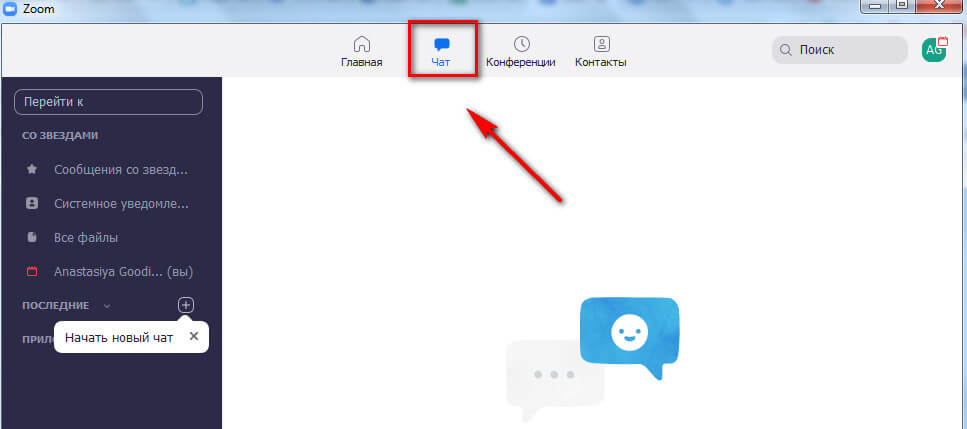 Zoom
Главная
Чат
Конференции
Контакты
Поиск
AG
Перейти к
СО ЗВЕЗДАМИ
Сообщения со звезд...
Системное уведомле...
Все файлы
Anastasiya Goodi... (вы)
ПОСЛЕДНИЕ
Начать новый чат
ПРИЛ